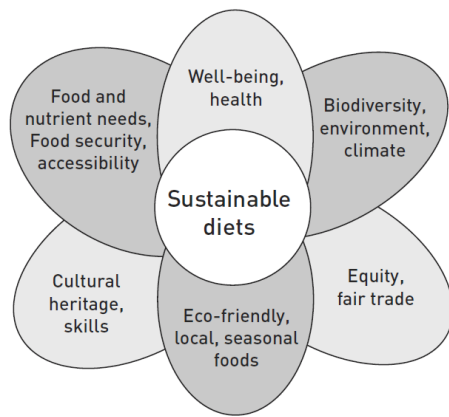 Well-being,
health
Food and
nutrient needs,
Food security,
accessibility
Biodiversity,
environment,
climate
Sustainable
diets
Cultural
heritage,
skills
Eco-friendly,
local, seasonal
foods
Equity,
fair trade